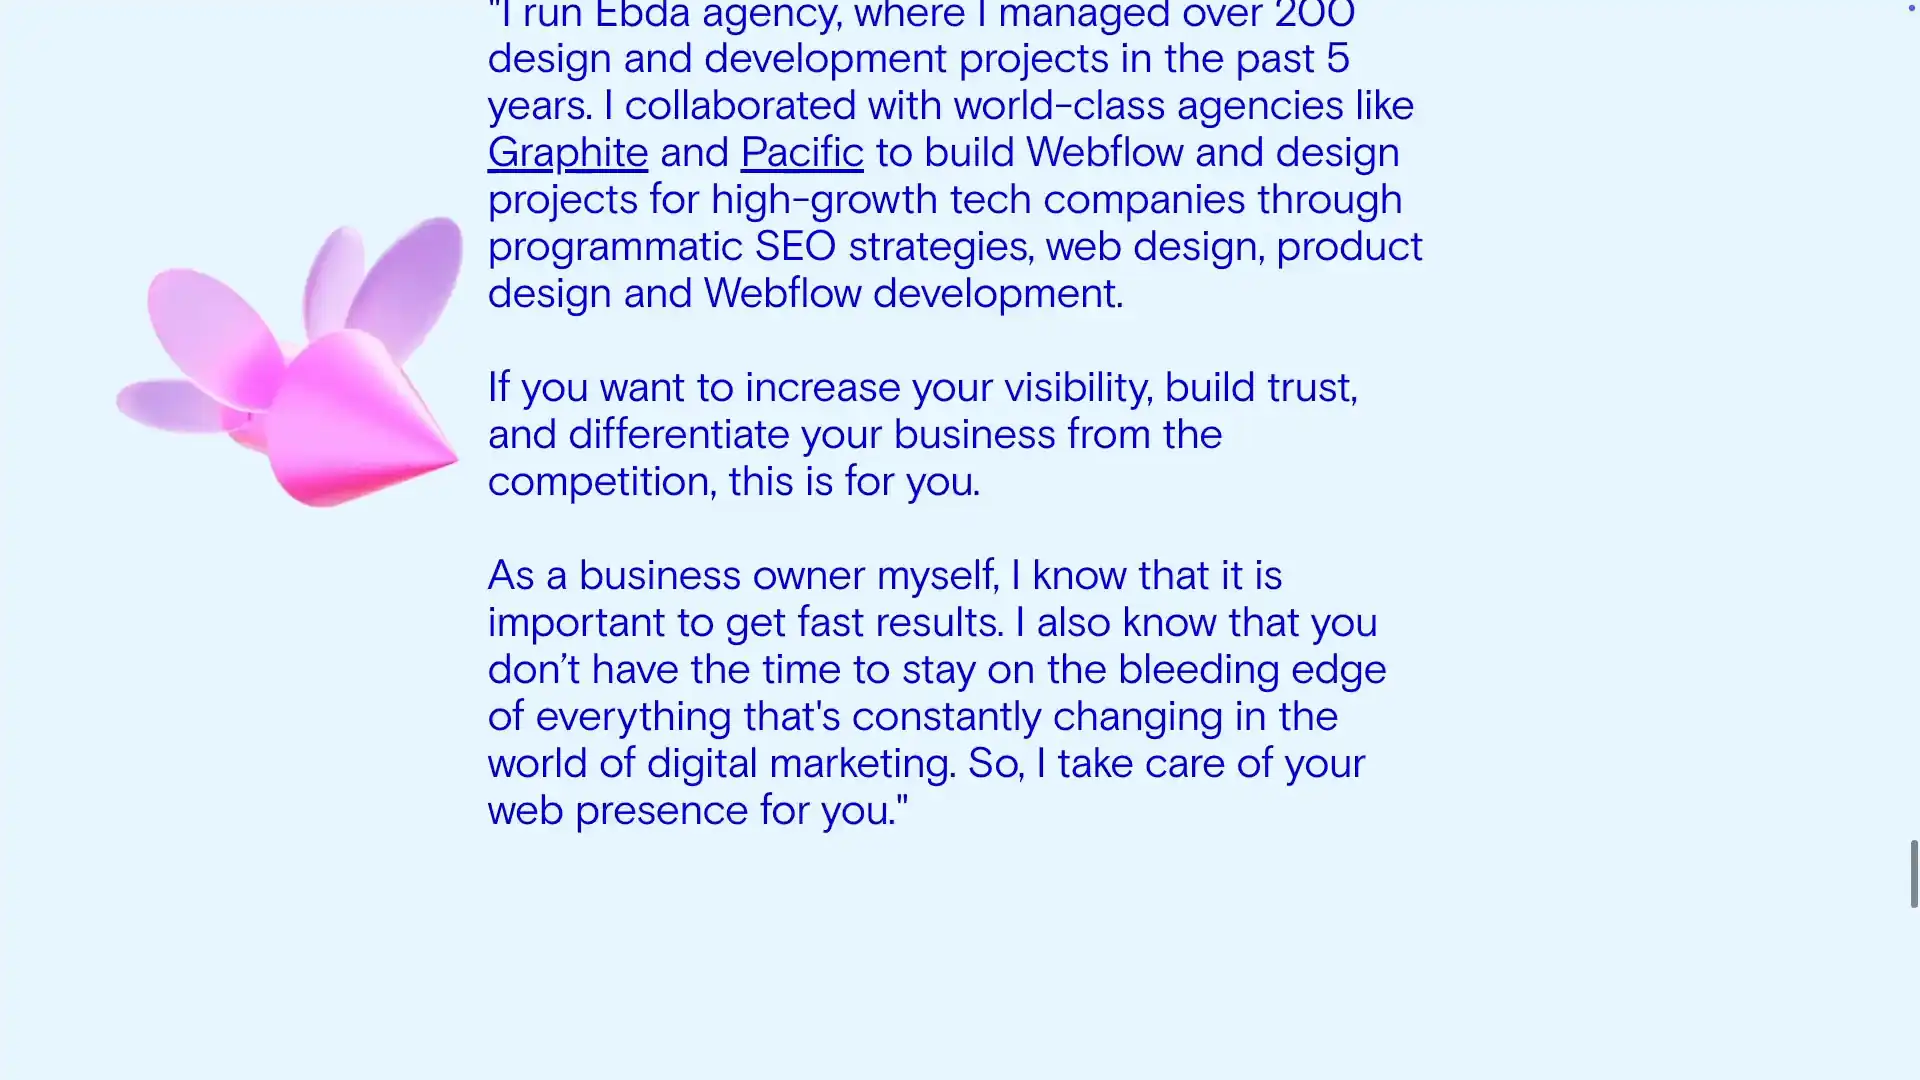 "I run Ebda agency, where I managed over 200
design and development projects in the past 5
years. I collaborated with world-class agencies like
Graphite and Pacific to build Webflow and design
projects for high-growth tech companies through
programmatic SEO strategies, web design, product
design and Webflow development.
If you want to increase your visibility, build trust,
and differentiate your business from the
competition, this is for you.
As a business owner myself, I know that it is
important to get fast results. I also know that you
don’t have the time to stay on the bleeding edge
of everything that's constantly changing in the
world of digital marketing. So, I take care of your
web presence for you."